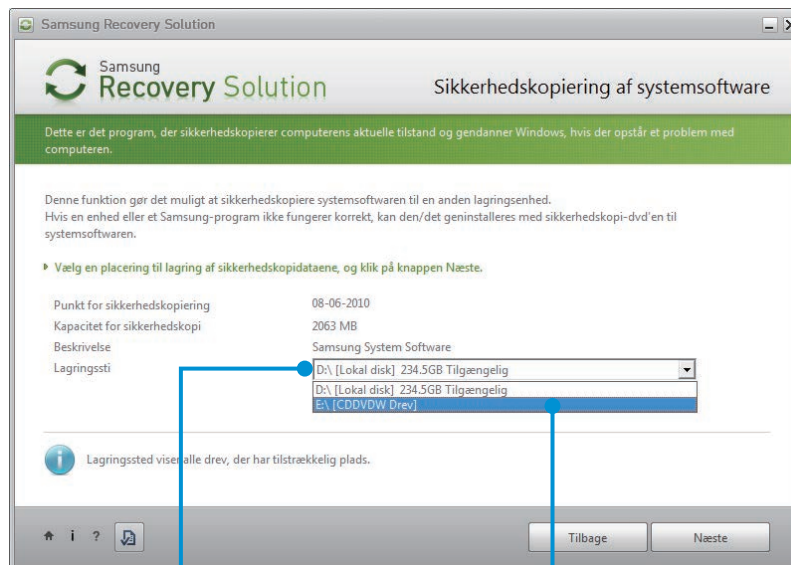 Samsung Recovery Solution
Samsung
Recovery Solution
Sikkerhedskopiering af systemsoftware
Dette er det program, der sikkerhedskopierer computerens aktuelle tilstand og gendanner Windows, hvis der opstår et problem med
computeren.
Denne funktion gør det muligt at sikkerhedskopiere systemsoftwaren til en anden lagringsenhed.
Hvis en enhed eller et Samsung-program ikke fungerer korrekt, kan den/det geninstalleres med sikkerhedskopi-dvd'en til
systemsoftwaren.
Vælg en placering til lagring af sikkerhedskopidataene, og klik på knappen Næste.
Punkt for sikkerhedskopiering 08-06-2010
Kapacitet for sikkerhedskopi 2063 MB
Beskrivelse Samsung System Software
Lagringssti D:\ [Lokal disk] 234.5GB Tilgængelig
D:\ [Lokal disk] 234.5GB Tilgængelig
E:\ [CDDVDW Drev]
Lagringssted viser alle drev, der har tilstrækkelig plads.
i ? Tilbage Næste